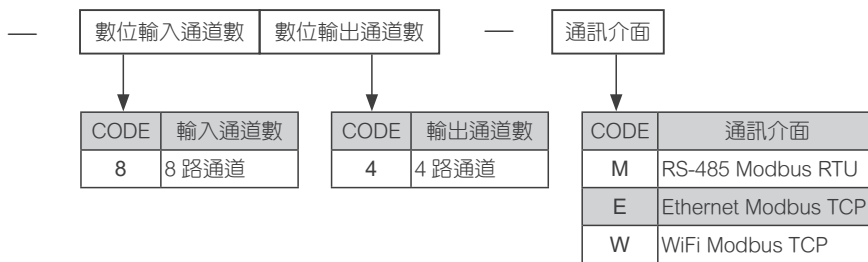 — 數位輸入通道數 數位輸出通道數 — 通訊介面
CODE 輸入通道數
8 8 路通道
CODE 輸出通道數
4 4 路通道
CODE 通訊介面
M RS-485 Modbus RTU
E Ethernet Modbus TCP
W WiFi Modbus TCP